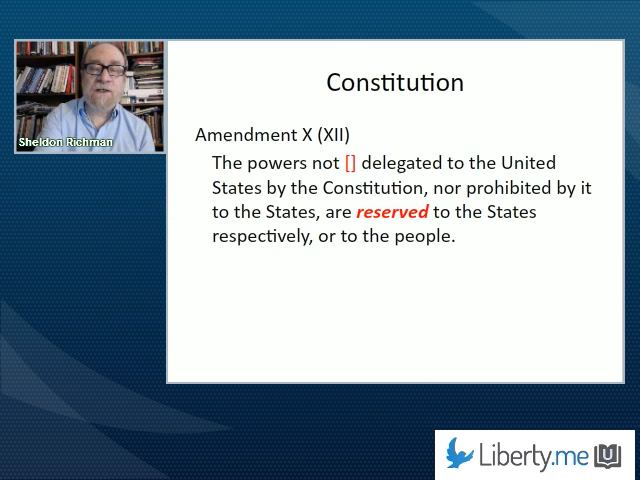 Constitution
Sheldon Richman
Amendment X (XII)
The powers not [] delegated to the United
States by the Constitution, nor prohibited by it
to the States, are reserved to the States
respectively, or to the people.
Liberty.me U